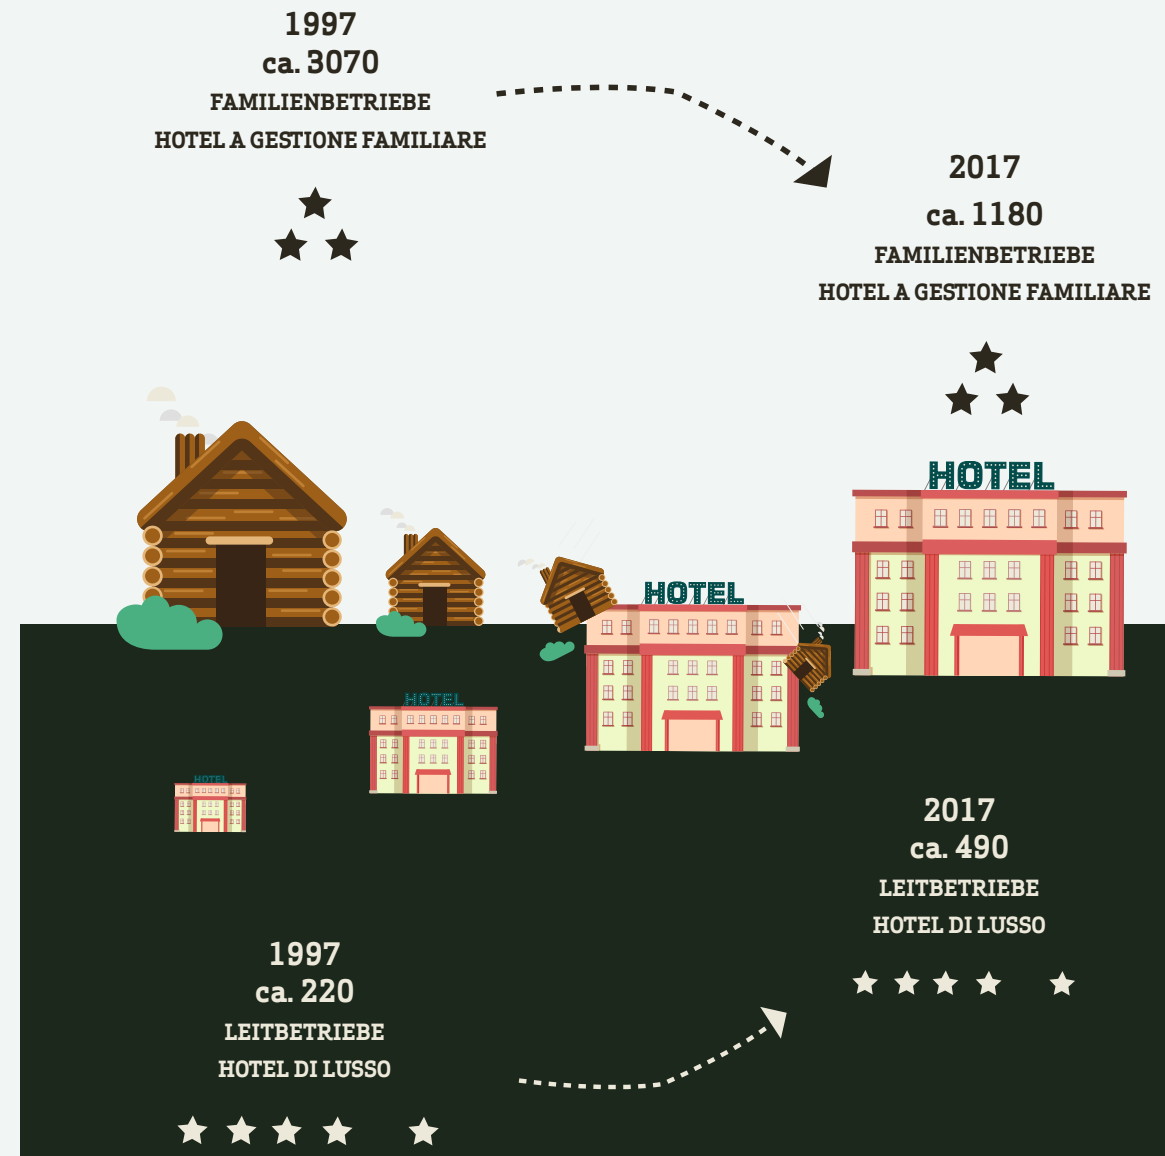 1997
ca. 3070
FAMILIENBETRIEBE
HOTEL A GESTIONE FAMILIARE
2017
ca. 1180
FAMILIENBETRIEBE
HOTEL A GESTIONE FAMILIARE
HOTEL
HOTEL
HOTEL
HOTEL
2017
ca. 490
LEITBETRIEBE
HOTEL DI LUSSO
1997
ca. 220
LEITBETRIEBE
HOTEL DI LUSSO